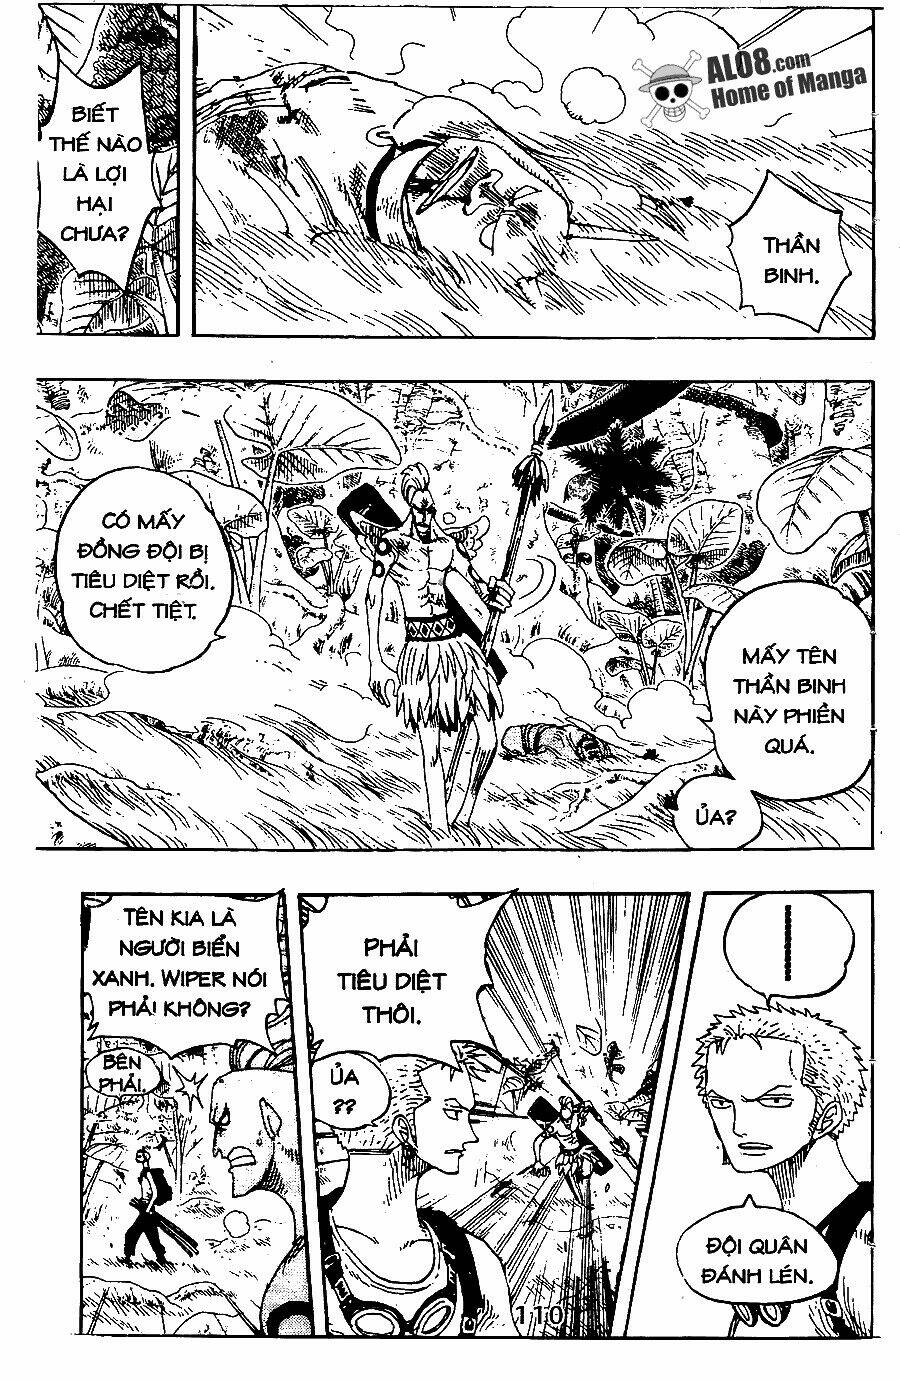 AL08.com
Home of Manga
THẦN
BINH.
BIẾT
THẾ NÀO
LÀ LỢI
HẠI
CHƯA?
MẤY TÊN
THẦN BINH
NÀY PHIỀN
QUÁ.
ỦA?
CÓ MẤY
ĐỒNG ĐỘI BỊ
TIÊU DIỆT RỒI.
CHẾT TIỆT.
ĐỘI QUÂN
ĐÁNH LÉN.
PHẢI
TIÊU DIỆT
THÔI.
ỦA
??
TÊN KIA LÀ
NGƯỜI BIỂN
XANH. WIPER NÓI
PHẢI KHÔNG?
BÊN
PHẢI.
110